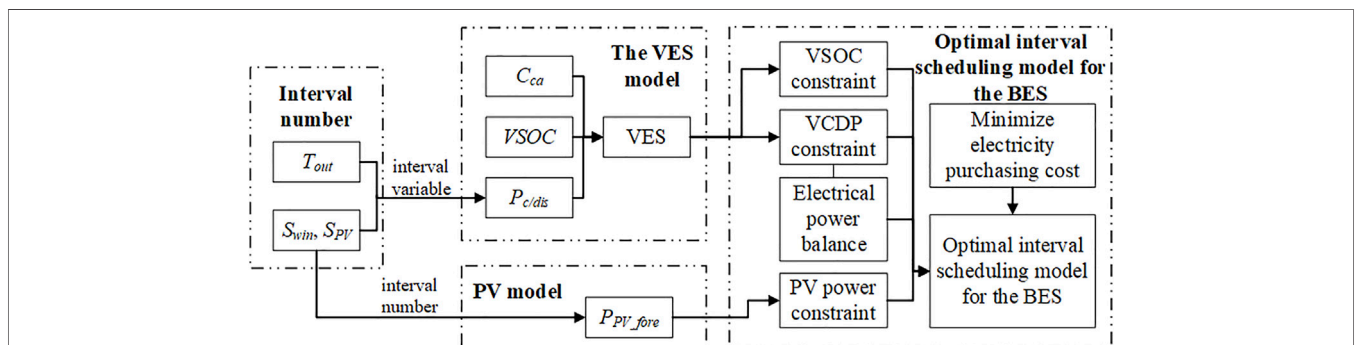 Interval
number
T_out
S_win, S_PV
interval
variable
interval
number
The VES
model
C_ca
VSOC
P_c/dis
VES
PV model
P_PV_fore
VSOC
constraint
VCDP
constraint
Electrical
power
balance
PV power
constraint
Optimal interval
scheduling model for
the BES
Minimize
electricity
purchasing cost
Optimal interval
scheduling model
for the BES